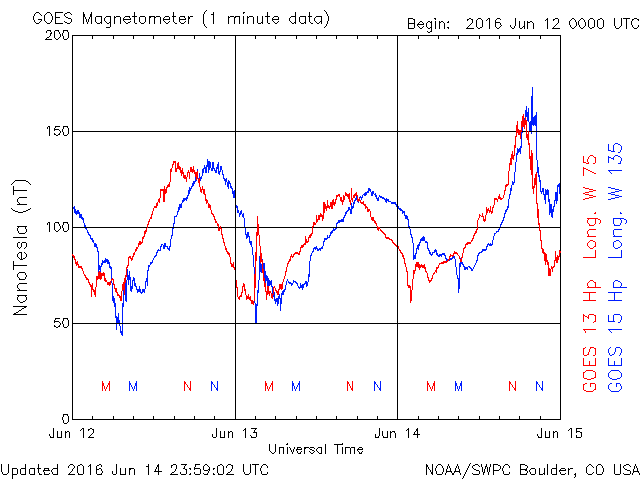 GOES Magnetometer (1 minute data)
Begin: 2016 Jun 12 0000 UTC
200
150
100
50
0
NanoTesla (nT)
M M N N M M N N M M N N
Jun 12 Jun 13 Jun 14 Jun 15
Universal Time
GOES 13 Hp Long. W 75
GOES 15 Hp Long. W 135
Updated 2016 Jun 14 23:59:02 UTC
NOAA/SWPC Boulder, CO USA